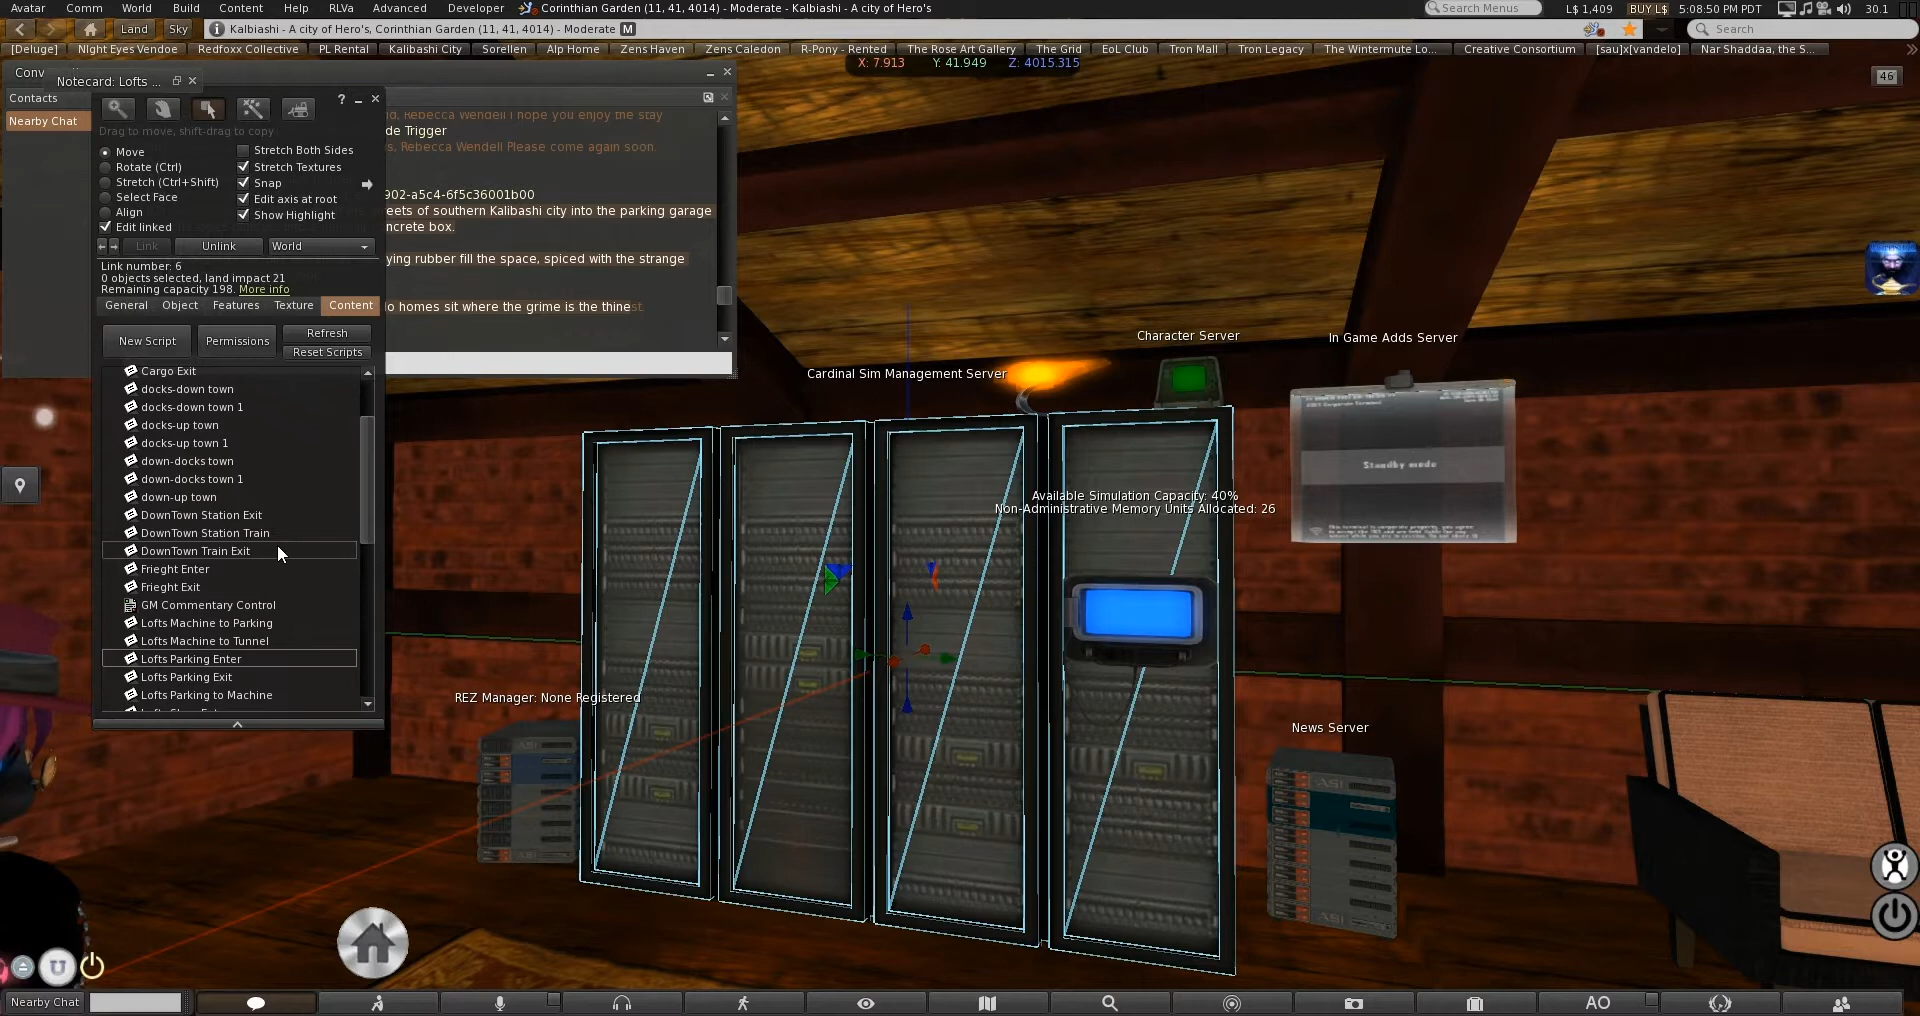 Avatar Comm World Build Content Help RLVa Advanced Developer Corinthian Garden (11, 41, 4014) - Moderate - Kalbiashi - A city of Hero's Search Menus L$ 1,409 BUY L$ 5:08:50 PM PDT 30.1
Land Sky Kalbiashi - A city of Hero's, Corinthian Garden (11, 41, 4014) - Moderate M Search
[Deluge] NIght Eyes Vendoe Redfoxx Collective PL Rental Kalibashi City Sorellen Alp Home Zens Haven Zens Caledon R-Pony - Rented The Rose Art Gallery The Grid EoL Club Tron Mall Tron Legacy The Wintermute Lo... Creative Consortium [sau]x[vandelo] Nar Shaddaa, the S...
X: 7.913 Y: 41.949 Z: 4015.315
46
Conv
Notecard: Lofts ...
Contacts
Nearby Chat
Drag to move, shift-drag to copy
Move
Rotate (Ctrl)
Stretch (Ctrl+Shift)
Select Face
Align
Edit linked
Stretch Both Sides
Stretch Textures
Snap
Edit axis at root
Show Highlight
Link Unlink World
Link number: 6
0 objects selected, land impact 21
Remaining capacity 198. More info
General Object Features Texture Content
New Script Permissions Refresh
Reset Scripts
Cargo Exit
docks-down town
docks-down town 1
docks-up town
docks-up town 1
down-docks town
down-docks town 1
down-up town
DownTown Station Exit
DownTown Station Train
DownTown Train Exit
Frieght Enter
Frieght Exit
GM Commentary Control
Lofts Machine to Parking
Lofts Machine to Tunnel
Lofts Parking Enter
Lofts Parking Exit
Lofts Parking to Machine
d, Rebecca Wendell I hope you enjoy the stay
de Trigger
s, Rebecca Wendell Please come again soon.
902-a5c4-6f5c36001b00
eets of southern Kalibashi city into the parking garage
ncrete box.
ying rubber fill the space, spiced with the strange
o homes sit where the grime is the thinest.
Character Server
In Game Adds Server
Cardinal Sim Management Server
Standby mode
Available Simulation Capacity: 40%
Non-Administrative Memory Units Allocated: 26
REZ Manager: None Registered
News Server
Nearby Chat
AO